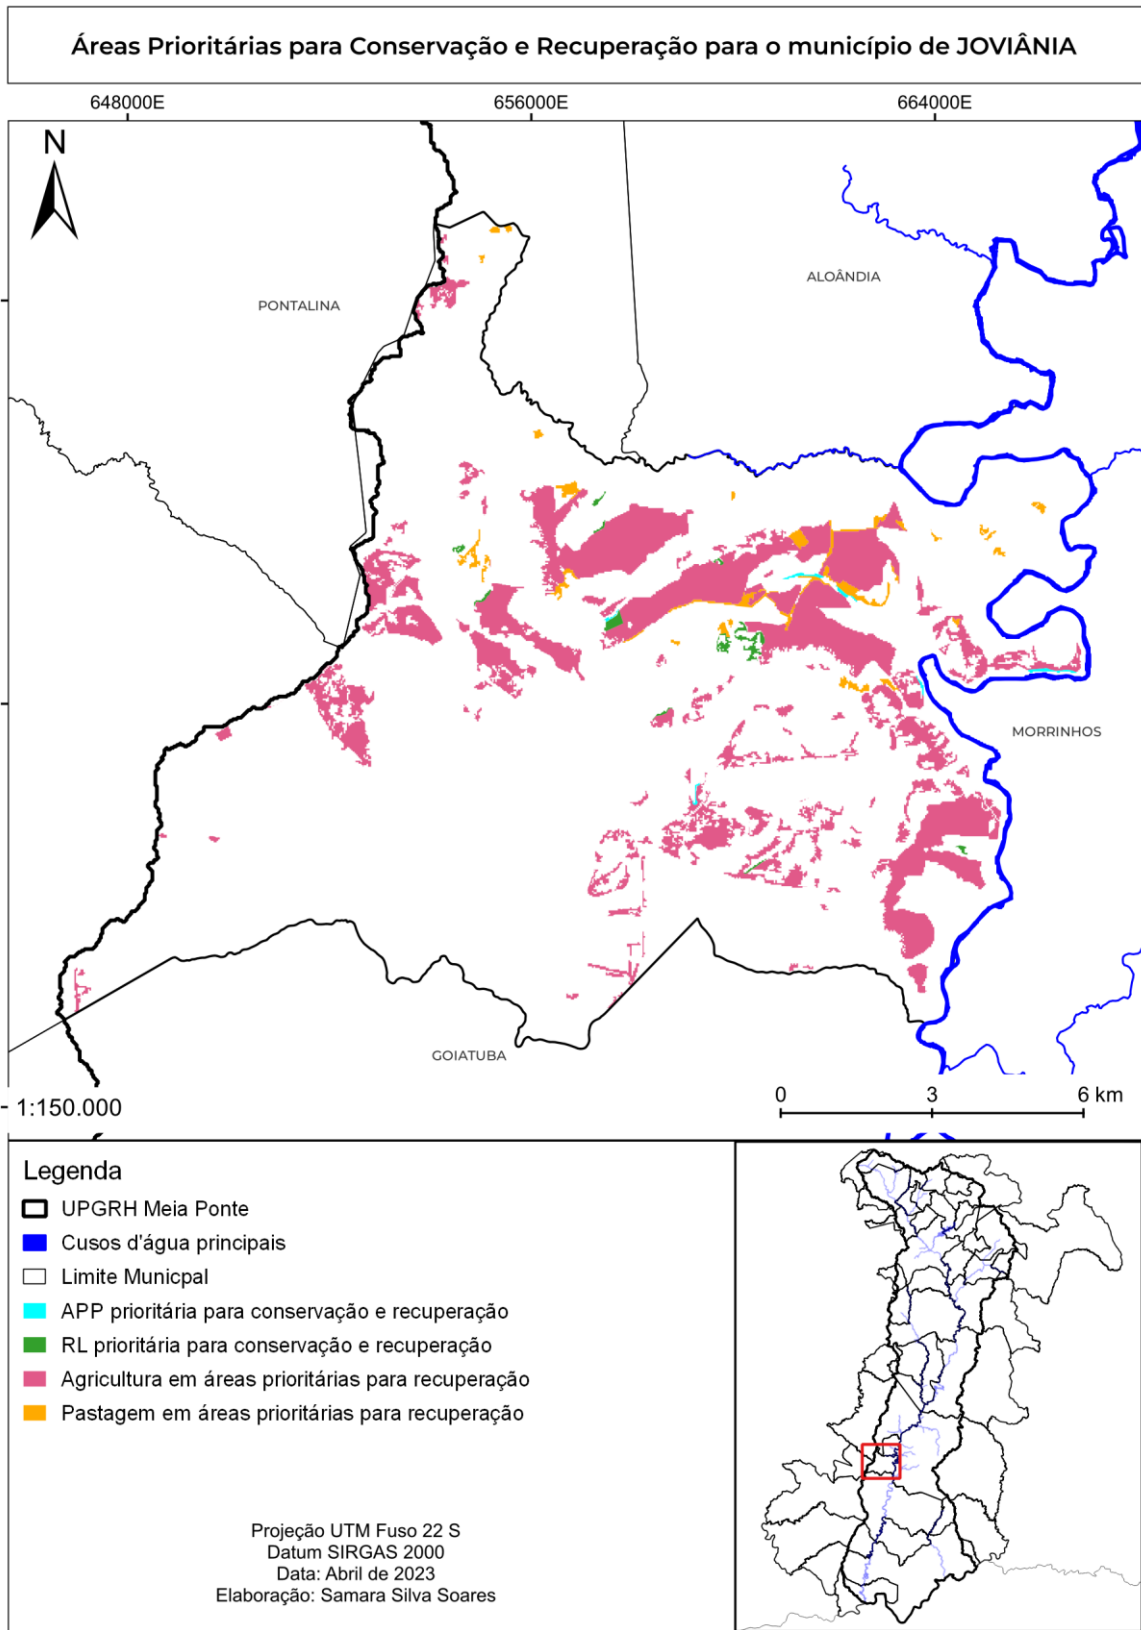 Áreas Prioritárias para Conservação e Recuperação para o município de JOVIÂNIA
648000E 656000E 664000E
N
ALOÂNDIA
PONTALINA
MORRINHOS
GOIATUBA
1:150.000
0 3 6 km
Legenda
UPGRH Meia Ponte
Cusos d'água principais
Limite Municpal
APP prioritária para conservação e recuperação
RL prioritária para conservação e recuperação
Agricultura em áreas prioritárias para recuperação
Pastagem em áreas prioritárias para recuperação
Projeção UTM Fuso 22 S
Datum SIRGAS 2000
Data: Abril de 2023
Elaboração: Samara Silva Soares